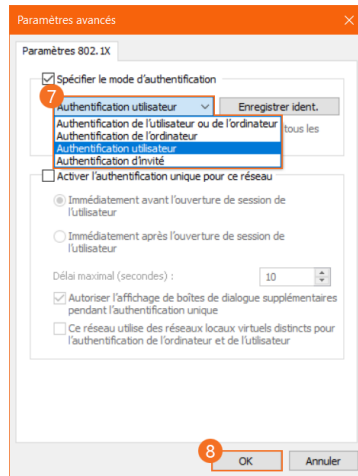 Paramètres avancés
Paramètres 802.1X
Spécifier le mode d'authentification
7
Authentification utilisateur
Enregistrer ident.
Authentification de l'utilisateur ou de l'ordinateur
tous les
Authentification de l'ordinateur
Authentification utilisateur
Authentification d'invité
Activer l'authentification unique pour ce réseau
Immédiatement avant l'ouverture de session de
l'utilisateur
Immédiatement après l'ouverture de session de
l'utilisateur
Délai maximal (secondes) :
10
Autoriser l'affichage de boîtes de dialogue supplémentaires
pendant l'authentification unique
Ce réseau utilise des réseaux locaux virtuels distincts pour
l'authentification de l'ordinateur et de l'utilisateur
8
OK
Annuler